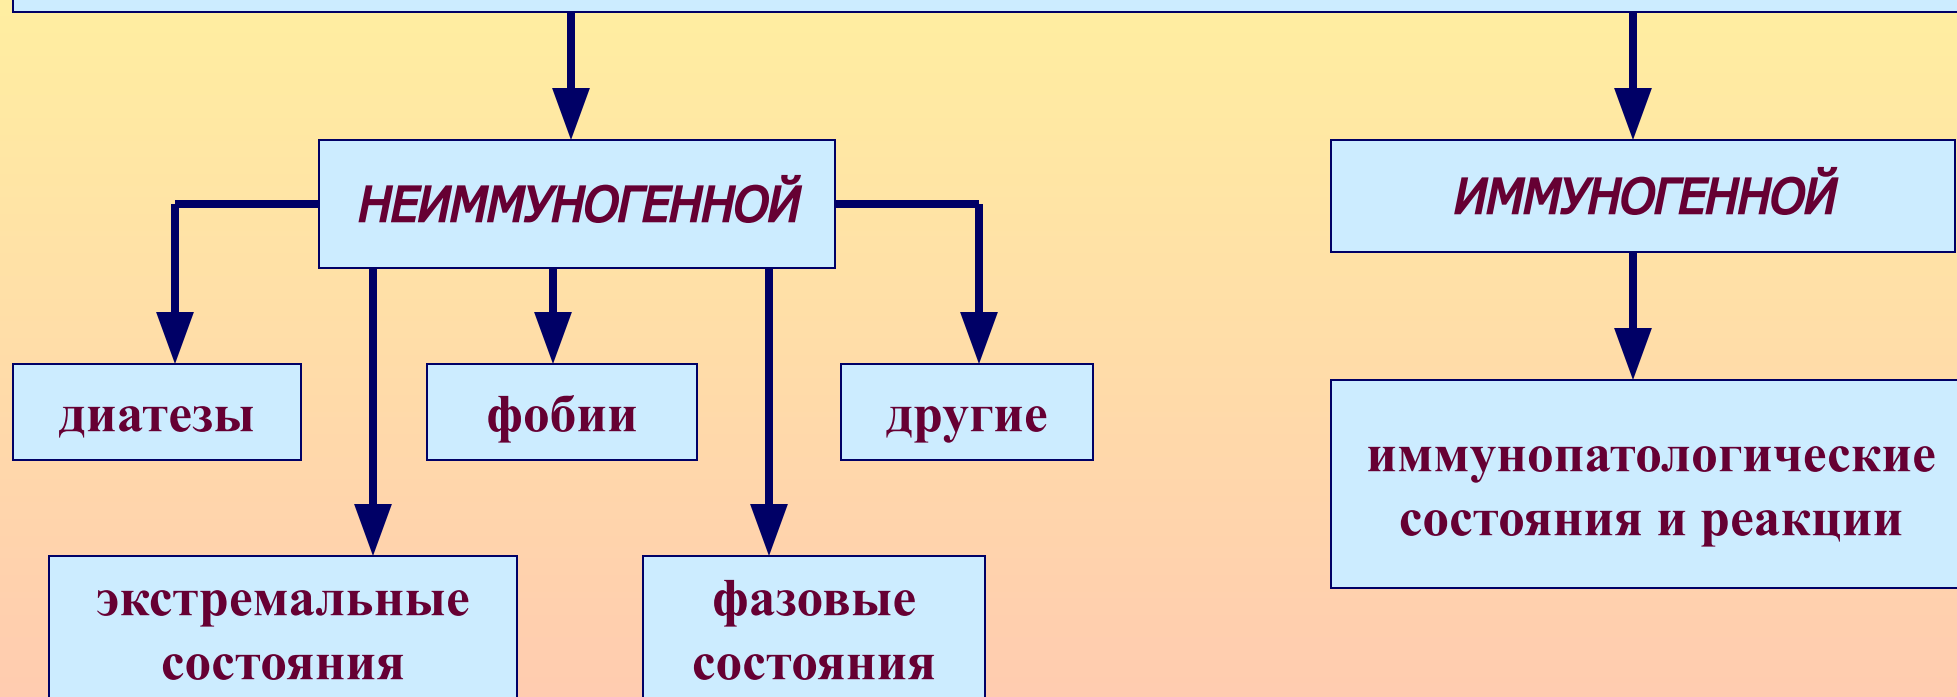 НЕИММУНОГЕННОЙ
ИММУНОГЕННОЙ
диатезы
фобии
другие
иммунопатологические
состояния и реакции
экстремальные
состояния
фазовые
состояния